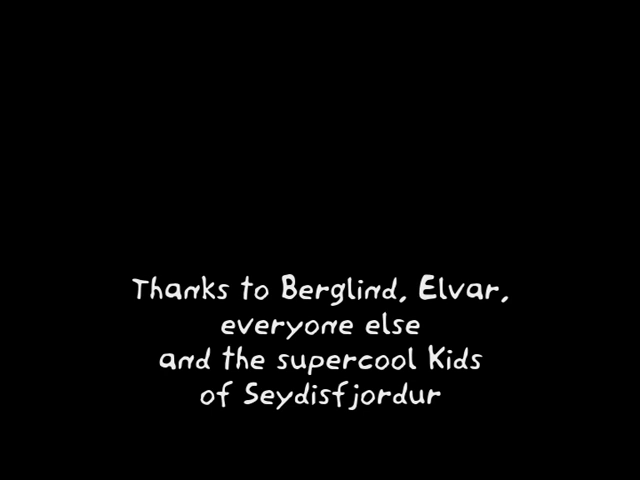 Thanks to Berglind, Elvar,
everyone else
and the supercool Kids
of Seydisfjordur